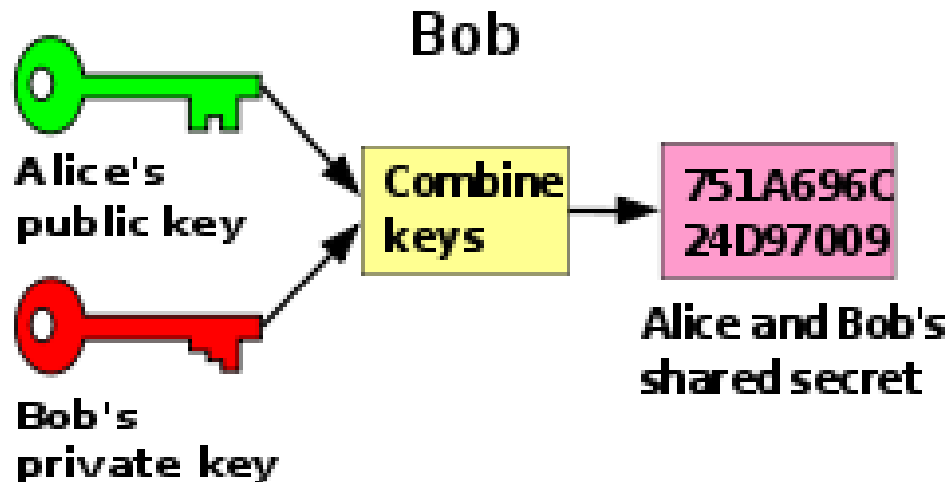 Bob
Alice's
public key
Combine
keys
751A696C
24D97009
Alice and Bob's
shared secret
Bob's
private key